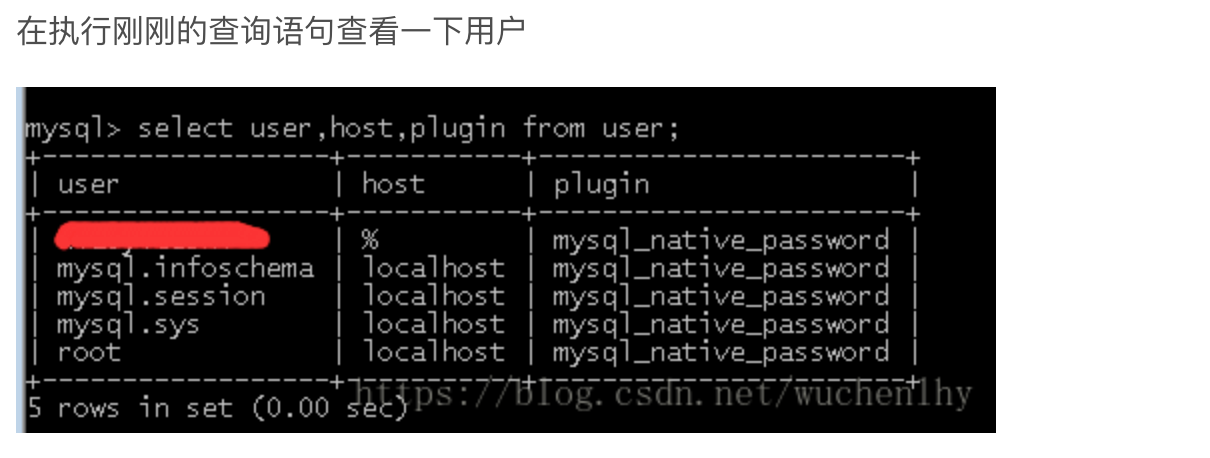 在执行刚刚的查询语句查看一下用户
mysql> select user,host,plugin from user;
+------------------+-----------+-----------------------+
| user | host | plugin |
+------------------+-----------+-----------------------+
| | % | mysql_native_password |
| mysql.infoschema | localhost | mysql_native_password |
| mysql.session | localhost | mysql_native_password |
| mysql.sys | localhost | mysql_native_password |
| root | localhost | mysql_native_password |
+------------------+-----------+-----------------------+
5 rows in set (0.00 sec)
https://blog.csdn.net/wuchenlhy